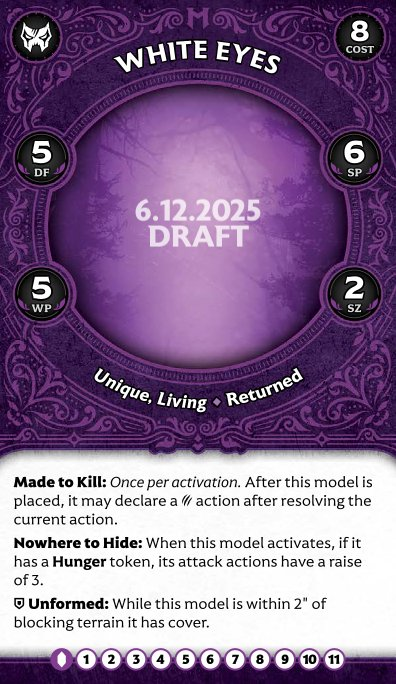 WHITE EYES
8
COST
5
DF
6
SP
6.12.2025
DRAFT
5
WP
2
SZ
Unique, Living ◆ Returned
Made to Kill: Once per activation. After this model is
placed, it may declare a action after resolving the
current action.
Nowhere to Hide: When this model activates, if it
has a Hunger token, its attack actions have a raise
of 3.
Unformed: While this model is within 2" of
blocking terrain it has cover.
1 2 3 4 5 6 7 8 9 10 11